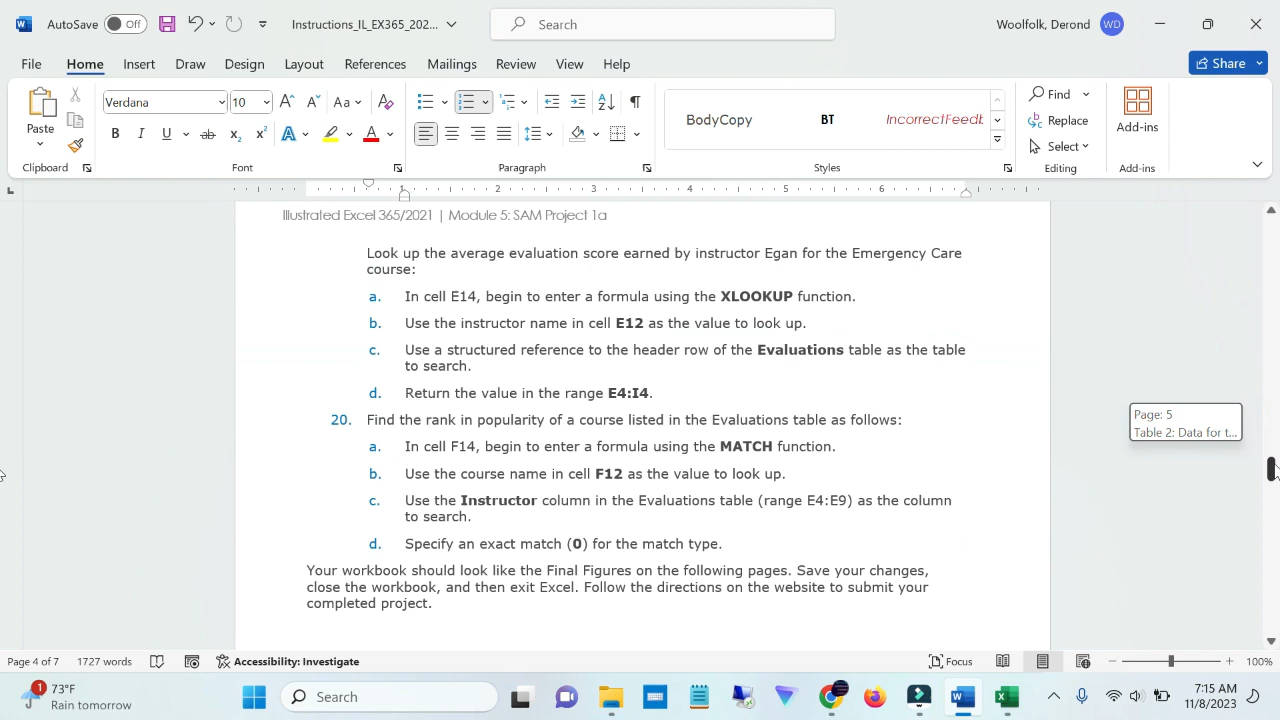 AutoSave Off Instructions_IL_EX365_202... Search Woolfolk, Derond WD
File Home Insert Draw Design Layout References Mailings Review View Help Share
Verdana 10 Aa BodyCopy BT IncorrectFeedb Find
Paste Replace Add-ins
B I U ab x₂ x² A A Select
Clipboard Font Paragraph Styles Editing Add-ins
1 2 3 4 5 6
Illustrated Excel 365/2021 | Module 5: SAM Project 1a
Look up the average evaluation score earned by instructor Egan for the Emergency Care
course:
a. In cell E14, begin to enter a formula using the XLOOKUP function.
b. Use the instructor name in cell E12 as the value to look up.
c. Use a structured reference to the header row of the Evaluations table as the table
to search.
d. Return the value in the range E4:I4.
Page: 5
Table 2: Data for t...
20. Find the rank in popularity of a course listed in the Evaluations table as follows:
a. In cell F14, begin to enter a formula using the MATCH function.
b. Use the course name in cell F12 as the value to look up.
c. Use the Instructor column in the Evaluations table (range E4:E9) as the column
to search.
d. Specify an exact match (0) for the match type.
Your workbook should look like the Final Figures on the following pages. Save your changes,
close the workbook, and then exit Excel. Follow the directions on the website to submit your
completed project.
Page 4 of 7 1727 words Accessibility: Investigate Focus 100%
1 73°F
Rain tomorrow
Search
7:15 AM
11/8/2023